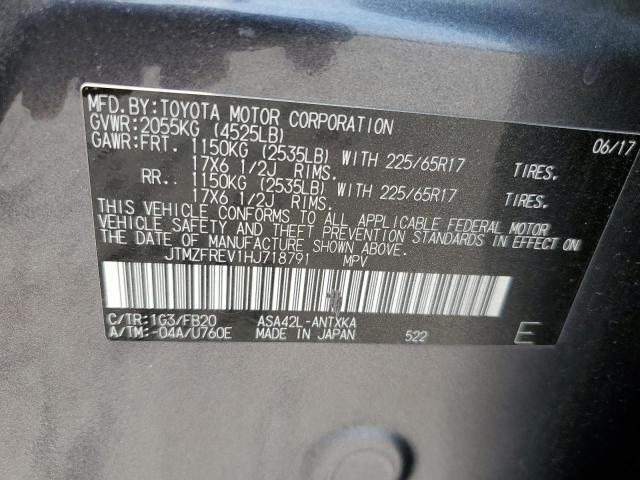 MFD. BY: TOYOTA MOTOR CORPORATION 06/17
GVWR: 2055KG (4525LB)
GAWR: FRT. 1150KG (2535LB) WITH 225/65R17 TIRES.
17X6 1/2J RIMS.
RR. 1150KG (2535LB) WITH 225/65R17 TIRES.
17X6 1/2J RIMS.
THIS VEHICLE CONFORMS TO ALL APPLICABLE FEDERAL MOTOR
VEHICLE SAFETY AND THEFT PREVENTION STANDARDS IN EFFECT ON
THE DATE OF MANUFACTURE SHOWN ABOVE.
JTMZFREV1HJ718791 MPV
C/TR: 1G3/FB20 ASA42L-ANTXKA
A/TM: -04A/U760E MADE IN JAPAN 522 E